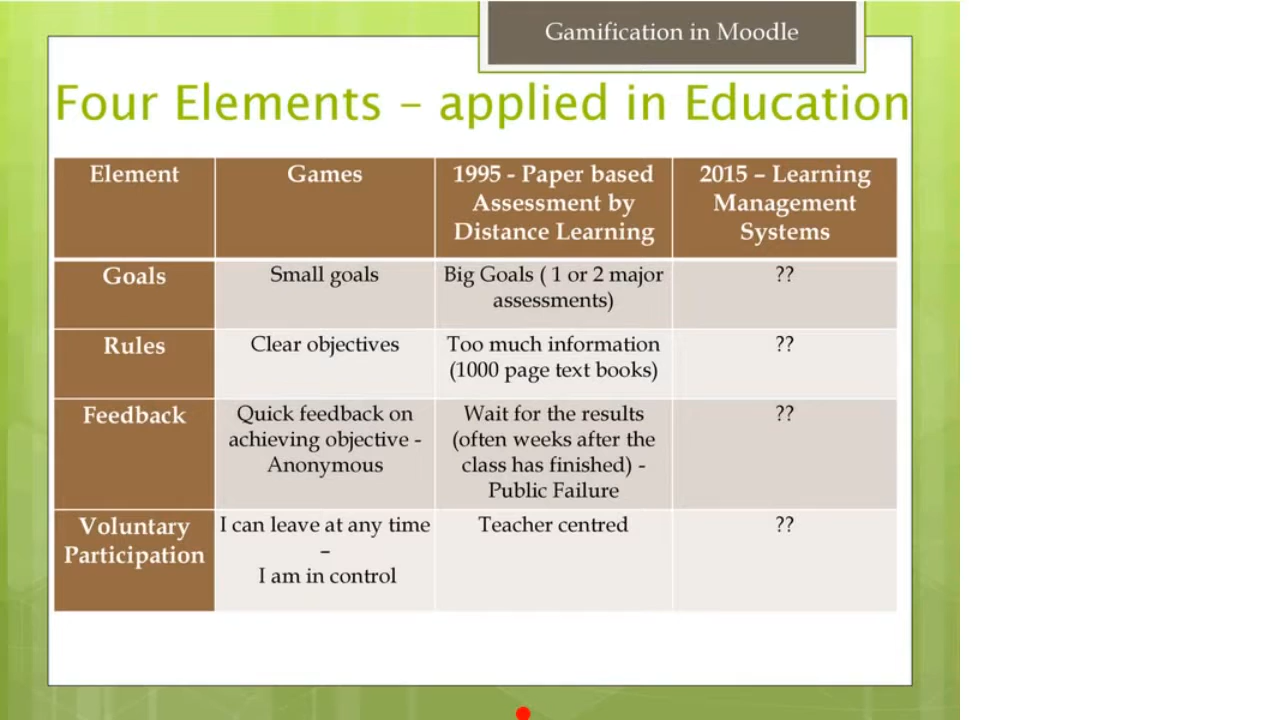 Gamification in Moodle
Four Elements – applied in Education
Element
Games
1995 - Paper based
Assessment by
Distance Learning
2015 – Learning
Management
Systems
Goals
Small goals
Big Goals ( 1 or 2 major
assessments)
??
Rules
Clear objectives
Too much information
(1000 page text books)
??
Feedback
Quick feedback on
achieving objective -
Anonymous
Wait for the results
(often weeks after the
class has finished) -
Public Failure
??
Voluntary
Participation
I can leave at any time
–
I am in control
Teacher centred
??